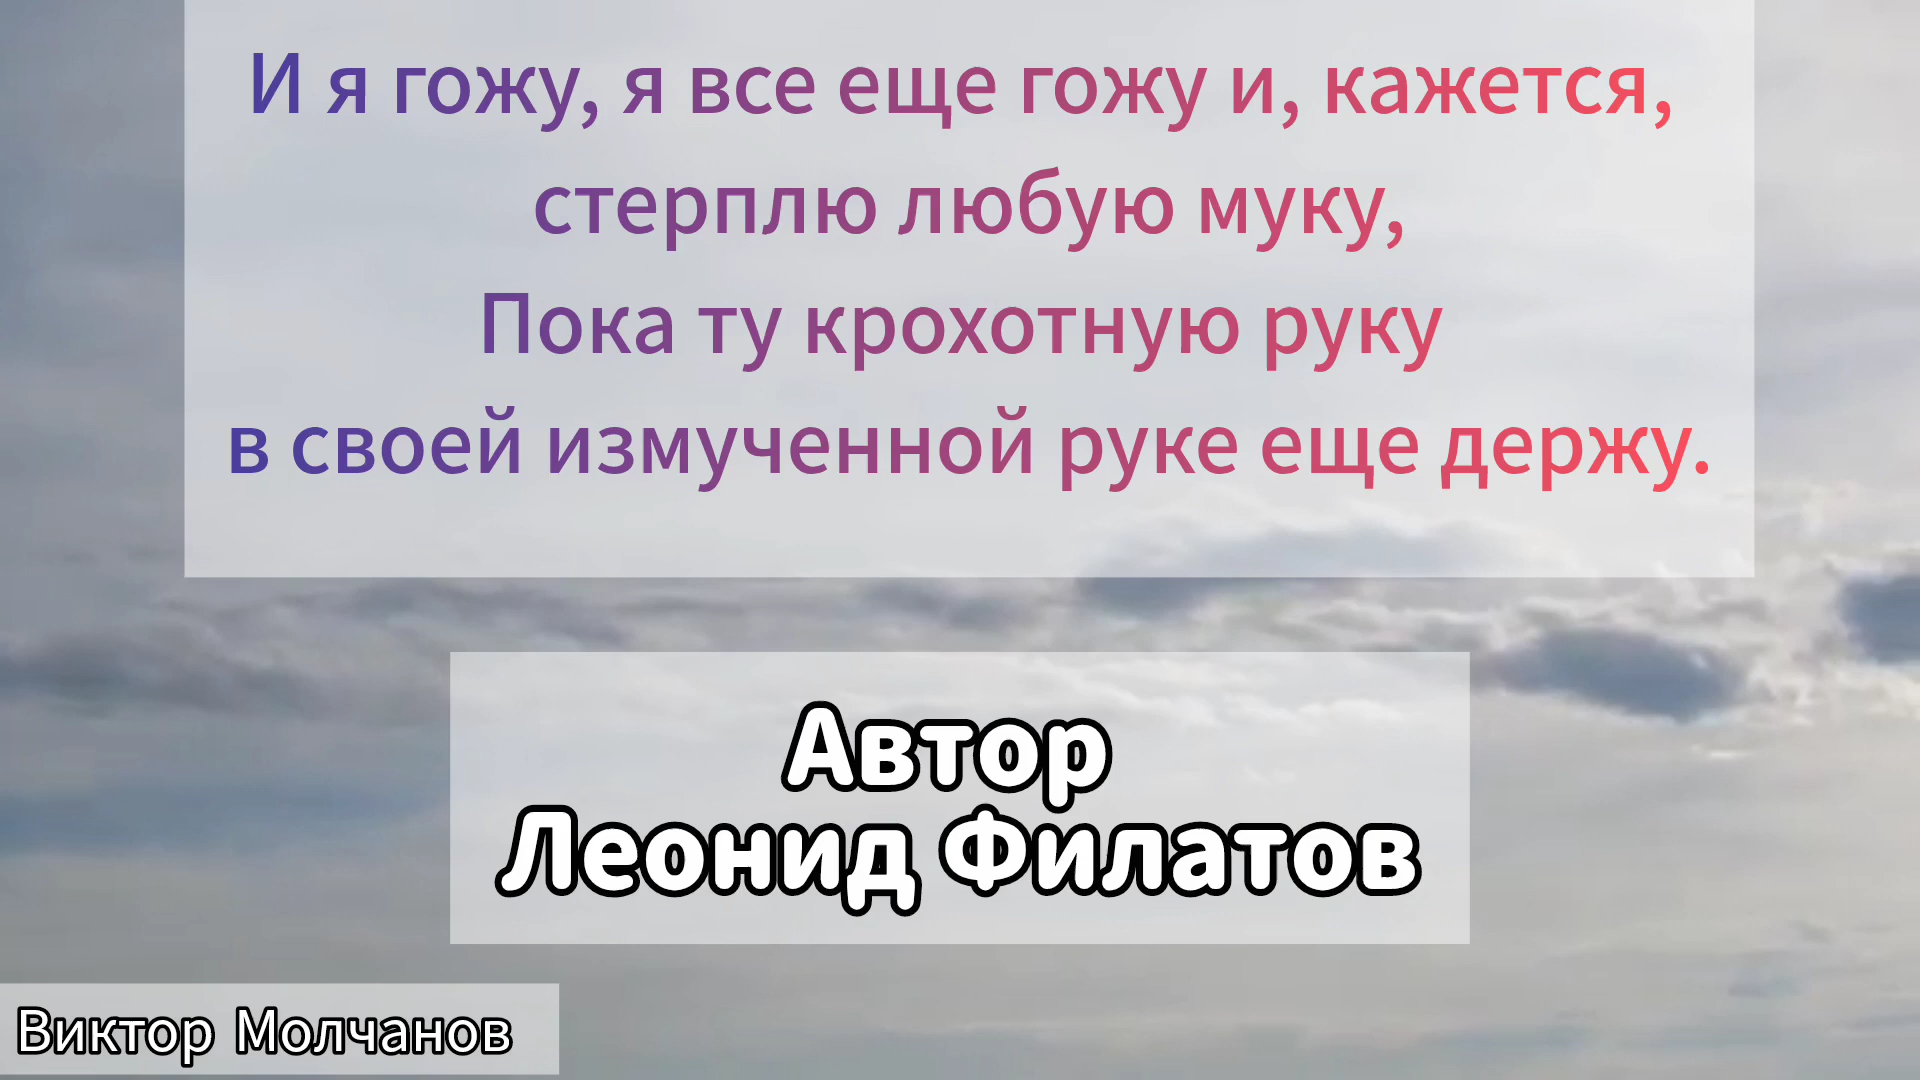 И я гожу, я все еще гожу и, кажется,
стерплю любую муку,
Пока ту крохотную руку
в своей измученной руке еще держу.
Автор
Леонид Филатов
Виктор Молчанов